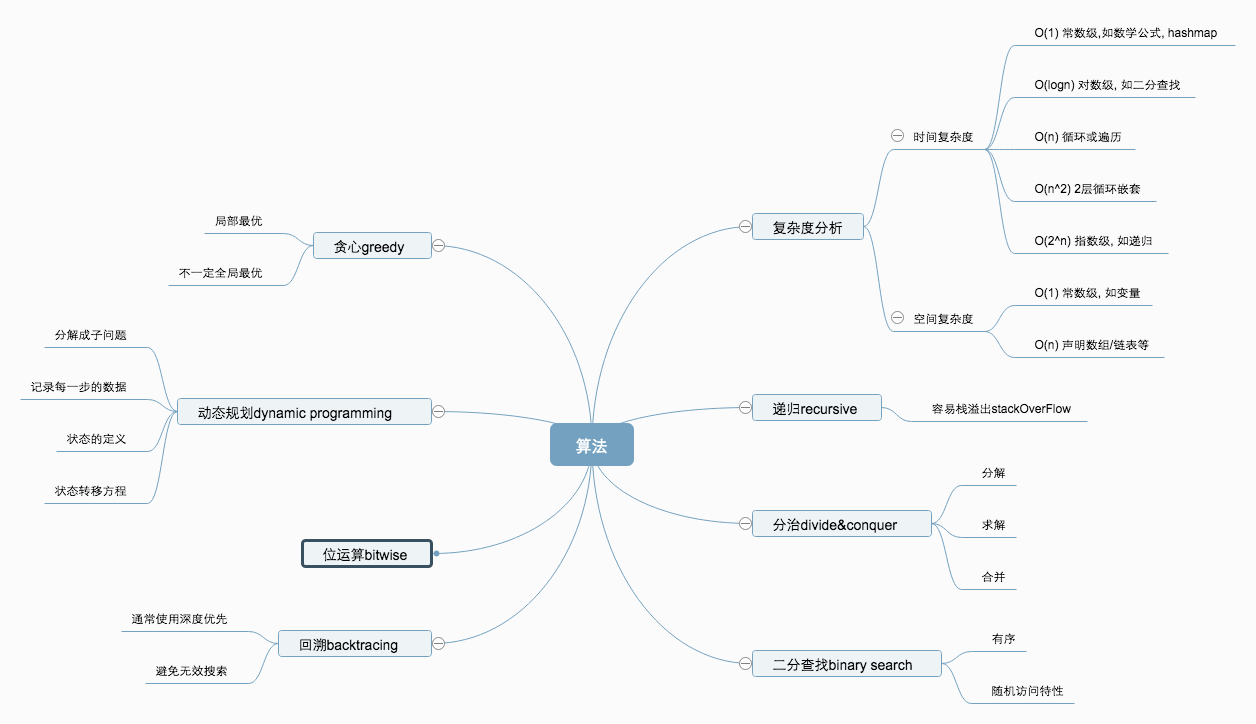 算法
复杂度分析
时间复杂度
O(1) 常数级,如数学公式, hashmap
O(logn) 对数级, 如二分查找
O(n) 循环或遍历
O(n^2) 2层循环嵌套
O(2^n) 指数级, 如递归
空间复杂度
O(1) 常数级, 如变量
O(n) 声明数组/链表等
递归recursive
容易栈溢出stackOverFlow
分治divide&conquer
分解
求解
合并
二分查找binary search
有序
随机访问特性
贪心greedy
局部最优
不一定全局最优
动态规划dynamic programming
分解成子问题
记录每一步的数据
状态的定义
状态转移方程
位运算bitwise
回溯backtracing
通常使用深度优先
避免无效搜索